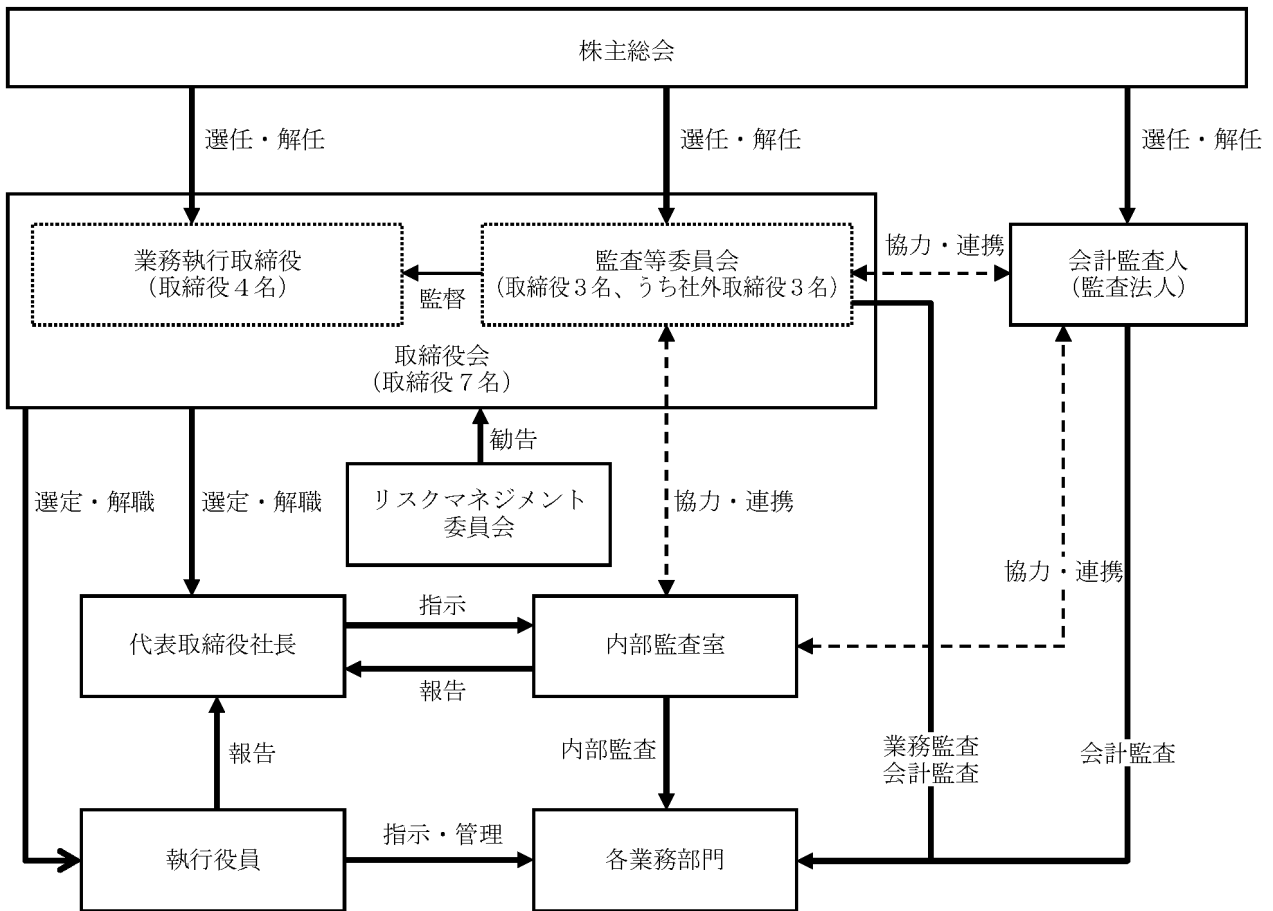 株主総会
選任・解任
選任・解任
選任・解任
業務執行取締役
（取締役４名）
監督
監査等委員会
（取締役３名、うち社外取締役３名）
協力・連携
会計監査人
（監査法人）
取締役会
（取締役７名）
勧告
選定・解職
選定・解職
リスクマネジメント
委員会
協力・連携
協力・連携
代表取締役社長
指示
報告
内部監査室
報告
内部監査
業務監査
会計監査
会計監査
執行役員
指示・管理
各業務部門